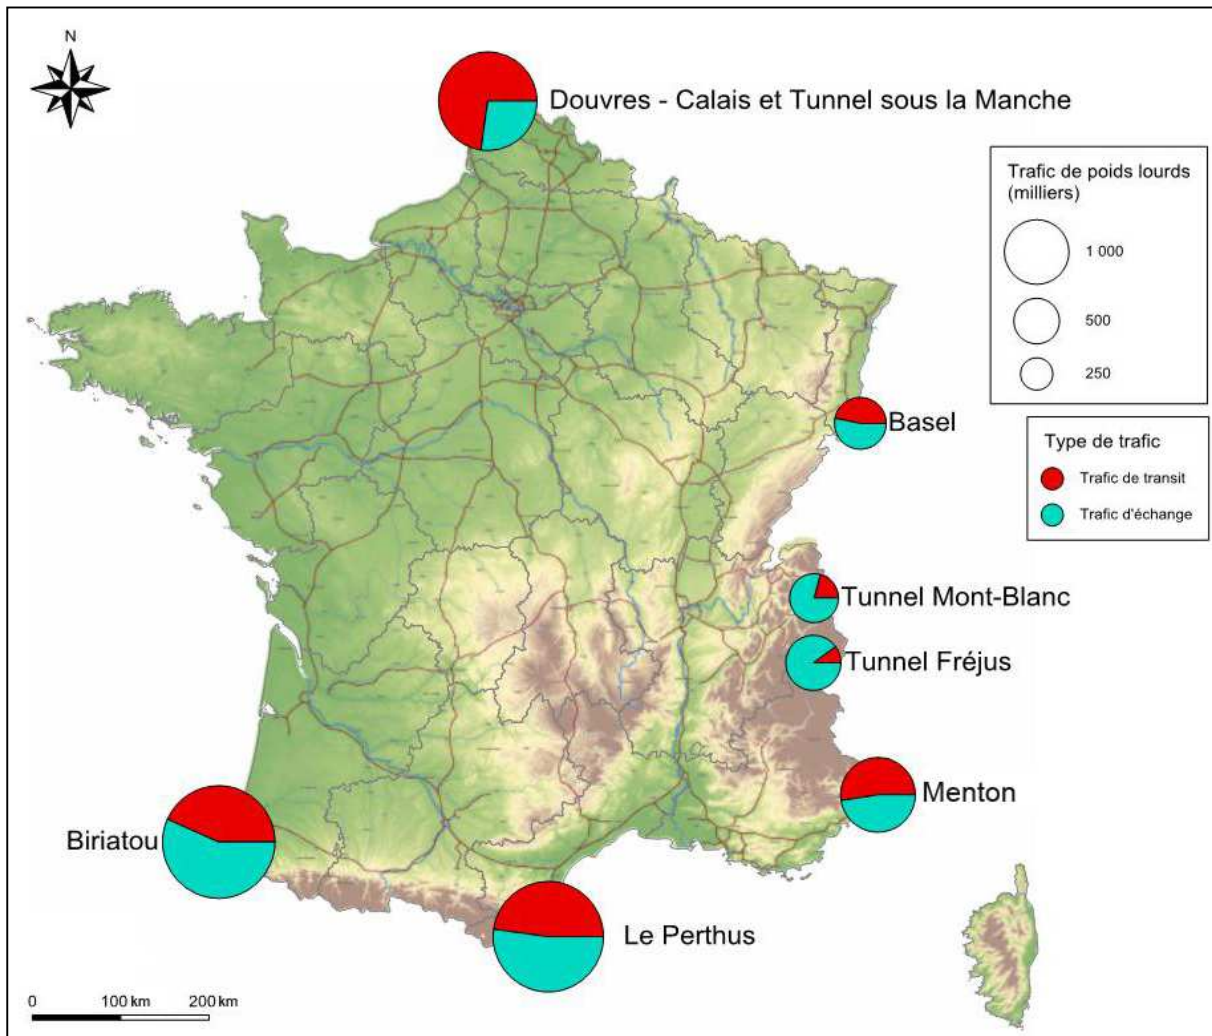 N
Douvres - Calais et Tunnel sous la Manche
Trafic de poids lourds
(milliers)
1 000
500
250
Basel
Type de trafic
Trafic de transit
Trafic d'échange
Tunnel Mont-Blanc
Tunnel Fréjus
Menton
Biriatou
Le Perthus
0
100 km
200 km